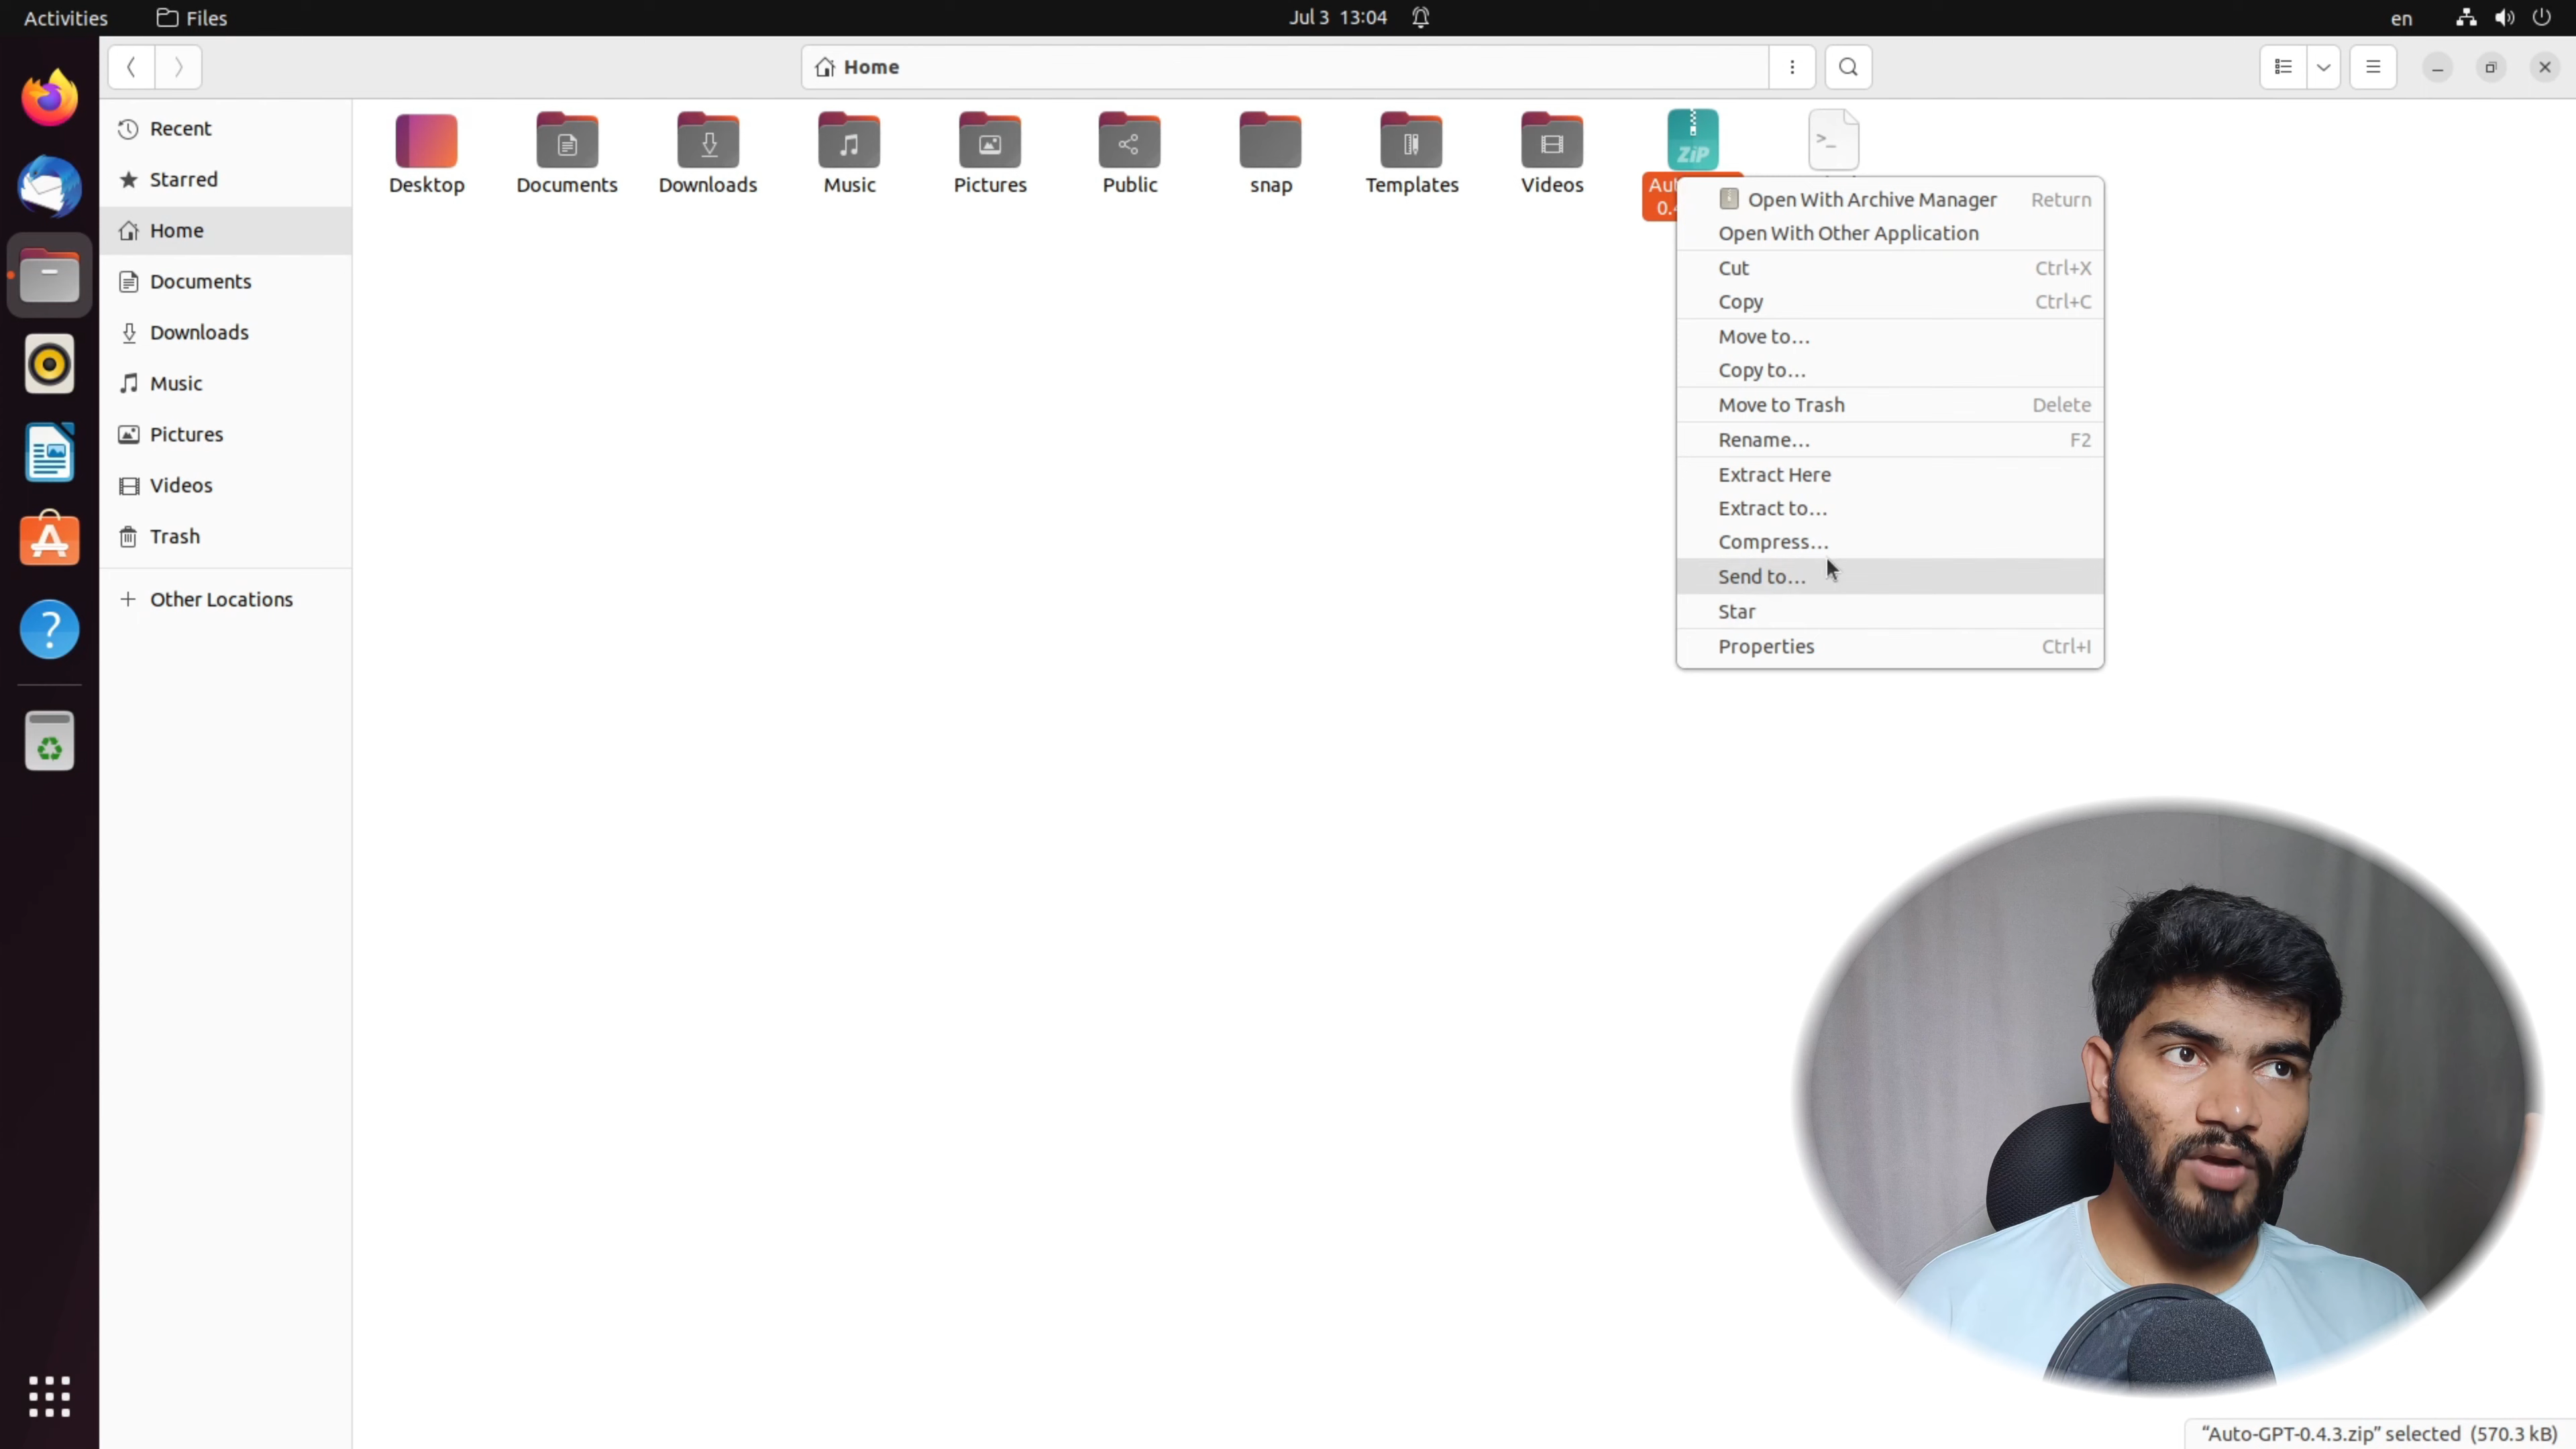 Activities Files Jul 3 13:04 en
Home
Recent
Starred
Home
Documents
Downloads
Music
Pictures
Videos
Trash
Other Locations
Desktop Documents Downloads Music Pictures Public snap Templates Videos
ZiP
>_
Open With Archive Manager Return
Open With Other Application
Cut Ctrl+X
Copy Ctrl+C
Move to…
Copy to…
Move to Trash Delete
Rename… F2
Extract Here
Extract to…
Compress…
Send to…
Star
Properties Ctrl+I
“Auto-GPT-0.4.3.zip” selected (570.3 kB)